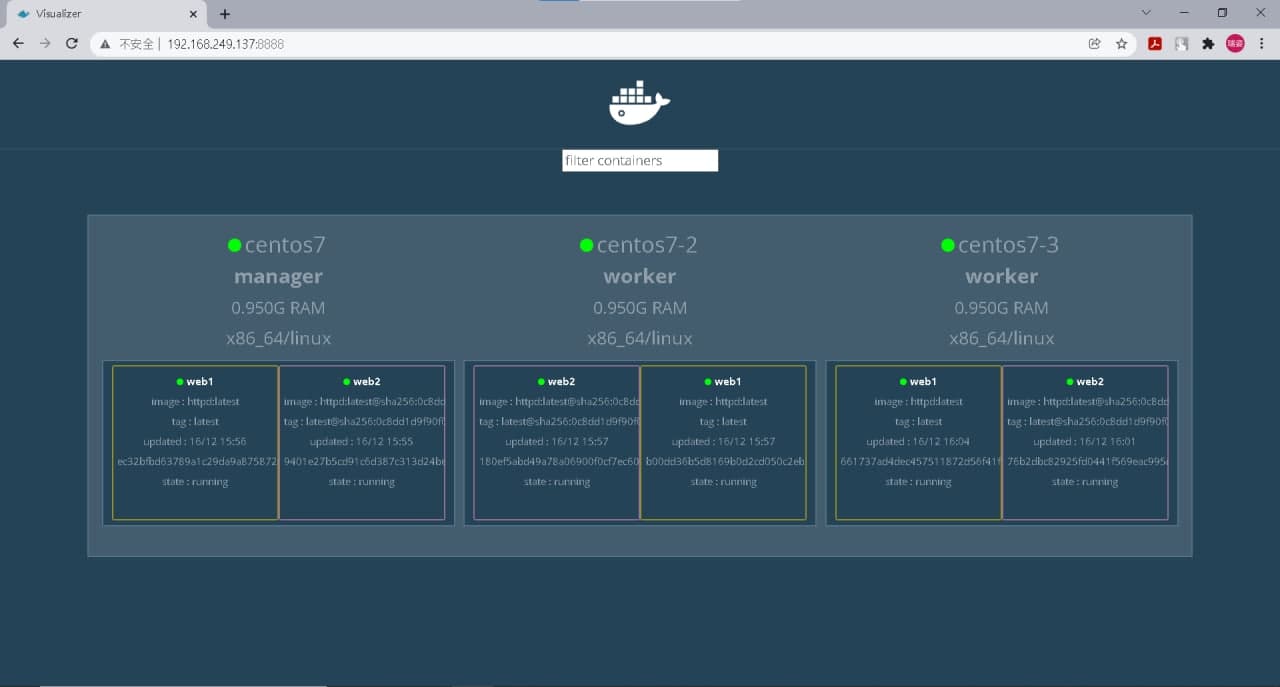 Visualizer
不安全 | 192.168.249.137:8888
filter containers
centos7
manager
0.950G RAM
x86_64/linux
web1
image : httpd:latest
tag : latest
updated : 16/12 15:56
ec32bfbd63789a1c29da9a875872
state : running
web2
image : httpd:latest@sha256:0c8dd
tag : latest@sha256:0c8dd1d9f90f
updated : 16/12 15:55
9401e27b5cd91c6d387c313d24b
state : running
centos7-2
worker
0.950G RAM
x86_64/linux
web2
image : httpd:latest@sha256:0c8dd
tag : latest@sha256:0c8dd1d9f90f
updated : 16/12 15:57
180ef5abd49a78a06900f0cf7ec60
state : running
web1
image : httpd:latest
tag : latest
updated : 16/12 15:57
b00dd36b5d8169b0d2cd050c2eb
state : running
centos7-3
worker
0.950G RAM
x86_64/linux
web1
image : httpd:latest
tag : latest
updated : 16/12 16:04
661737ad4dec457511872d56f41f
state : running
web2
image : httpd:latest@sha256:0c8dd
tag : latest@sha256:0c8dd1d9f90f
updated : 16/12 16:01
76b2dbc82925fd0441f569eac995
state : running